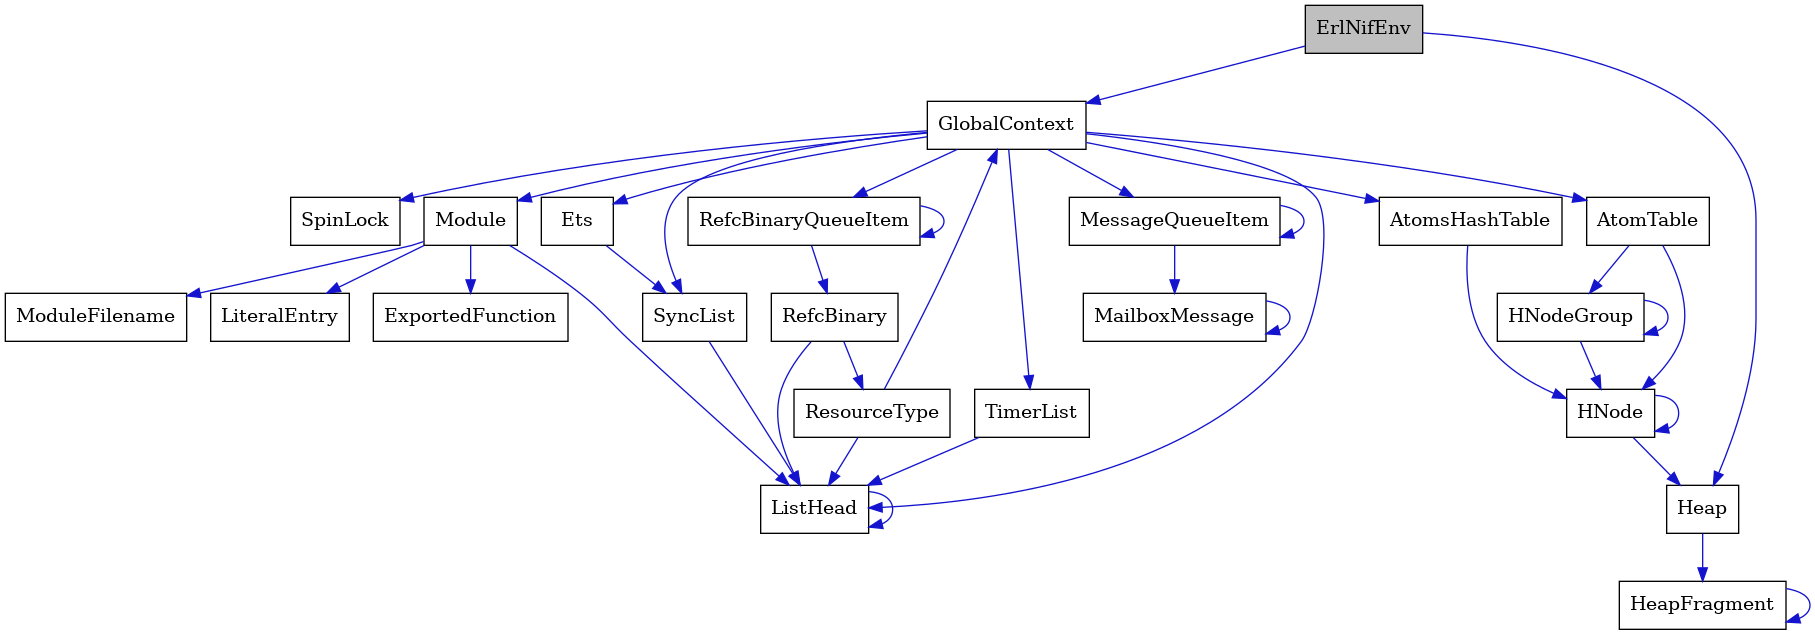 ErlNifEnv
GlobalContext
SpinLock
Module
Ets
RefcBinaryQueueItem
MessageQueueItem
AtomsHashTable
AtomTable
ModuleFilename
LiteralEntry
ExportedFunction
SyncList
RefcBinary
MailboxMessage
HNodeGroup
ResourceType
TimerList
HNode
ListHead
Heap
HeapFragment